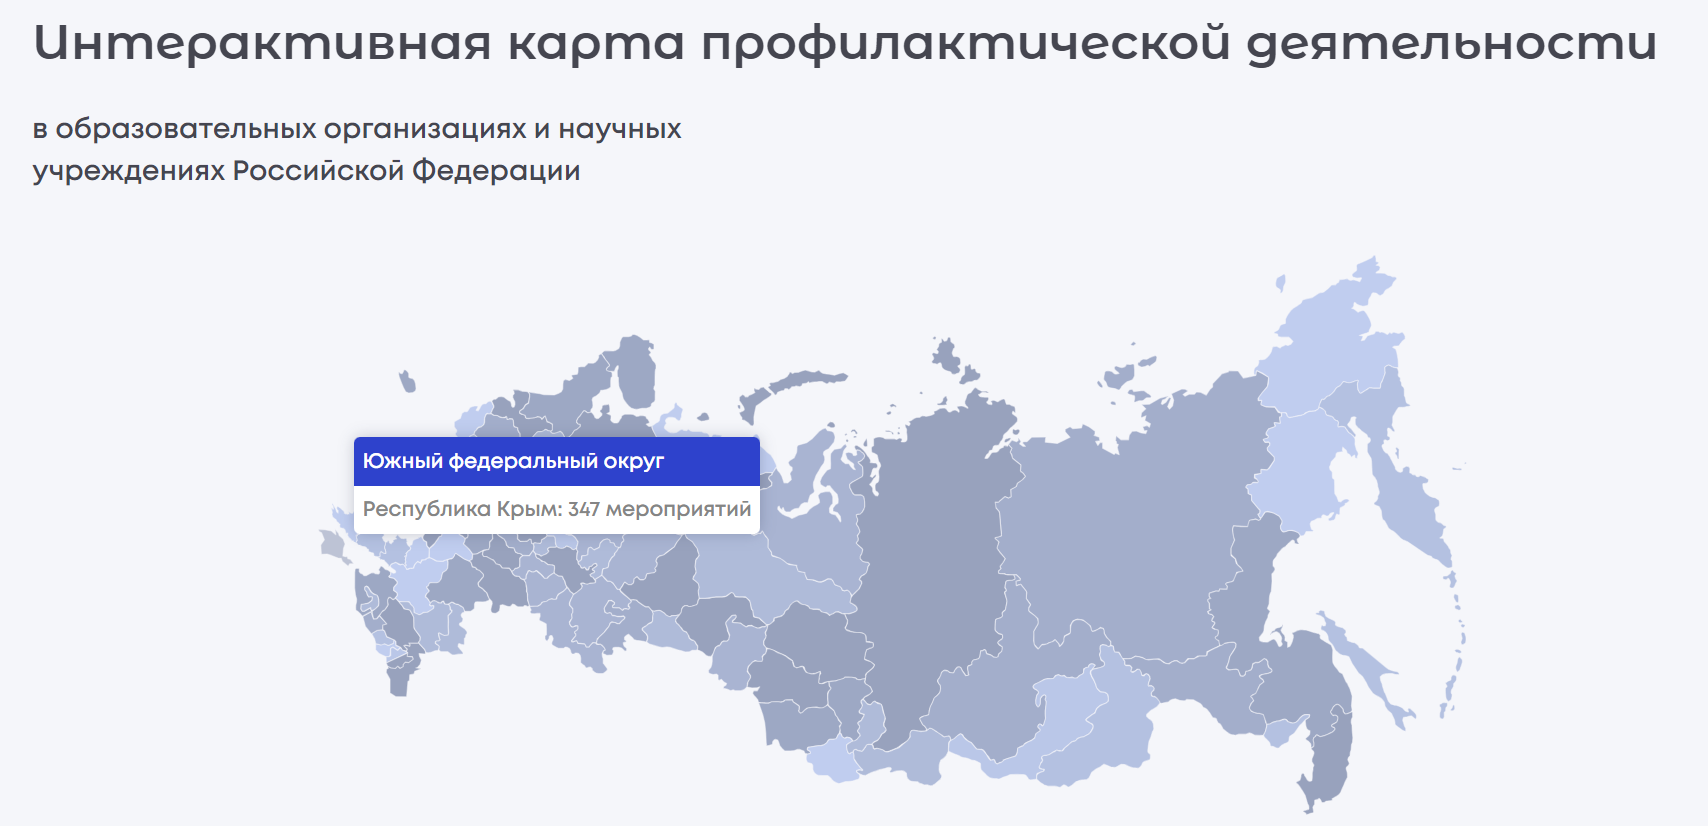 Интерактивная карта профилактической деятельности
в образовательных организациях и научных
учреждениях Российской Федерации
Южный федеральный округ
Республика Крым: 347 мероприятий